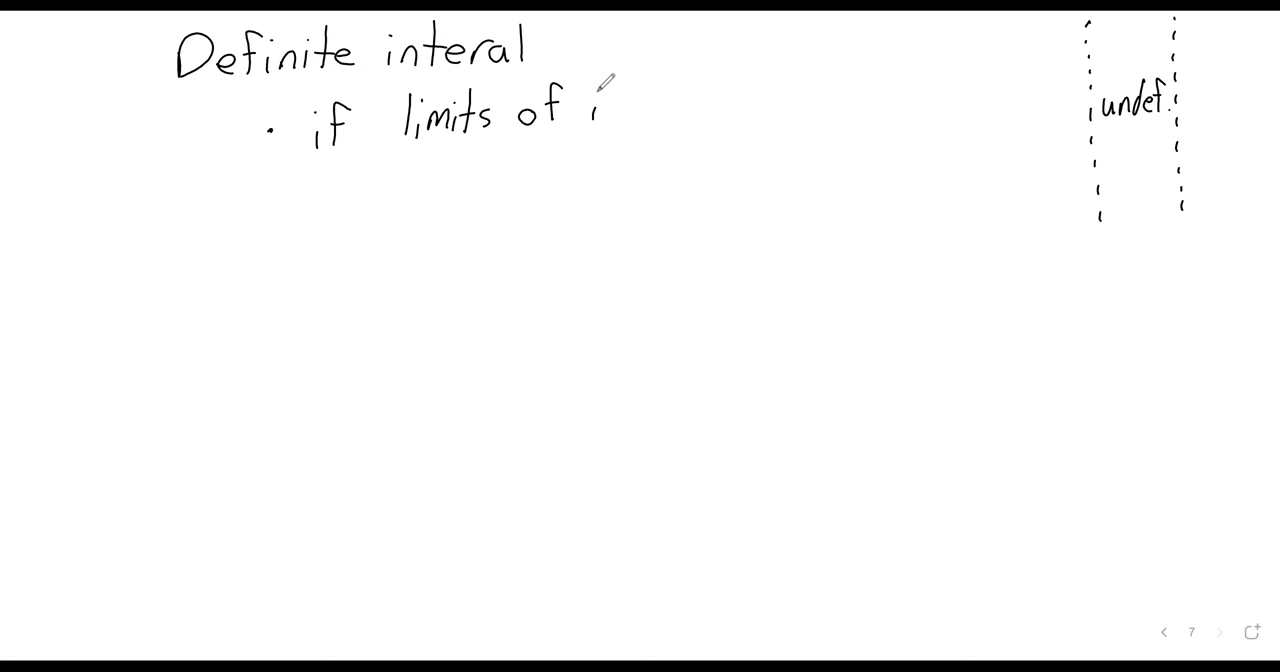 Definite interal
· if limits of i
undef.
7